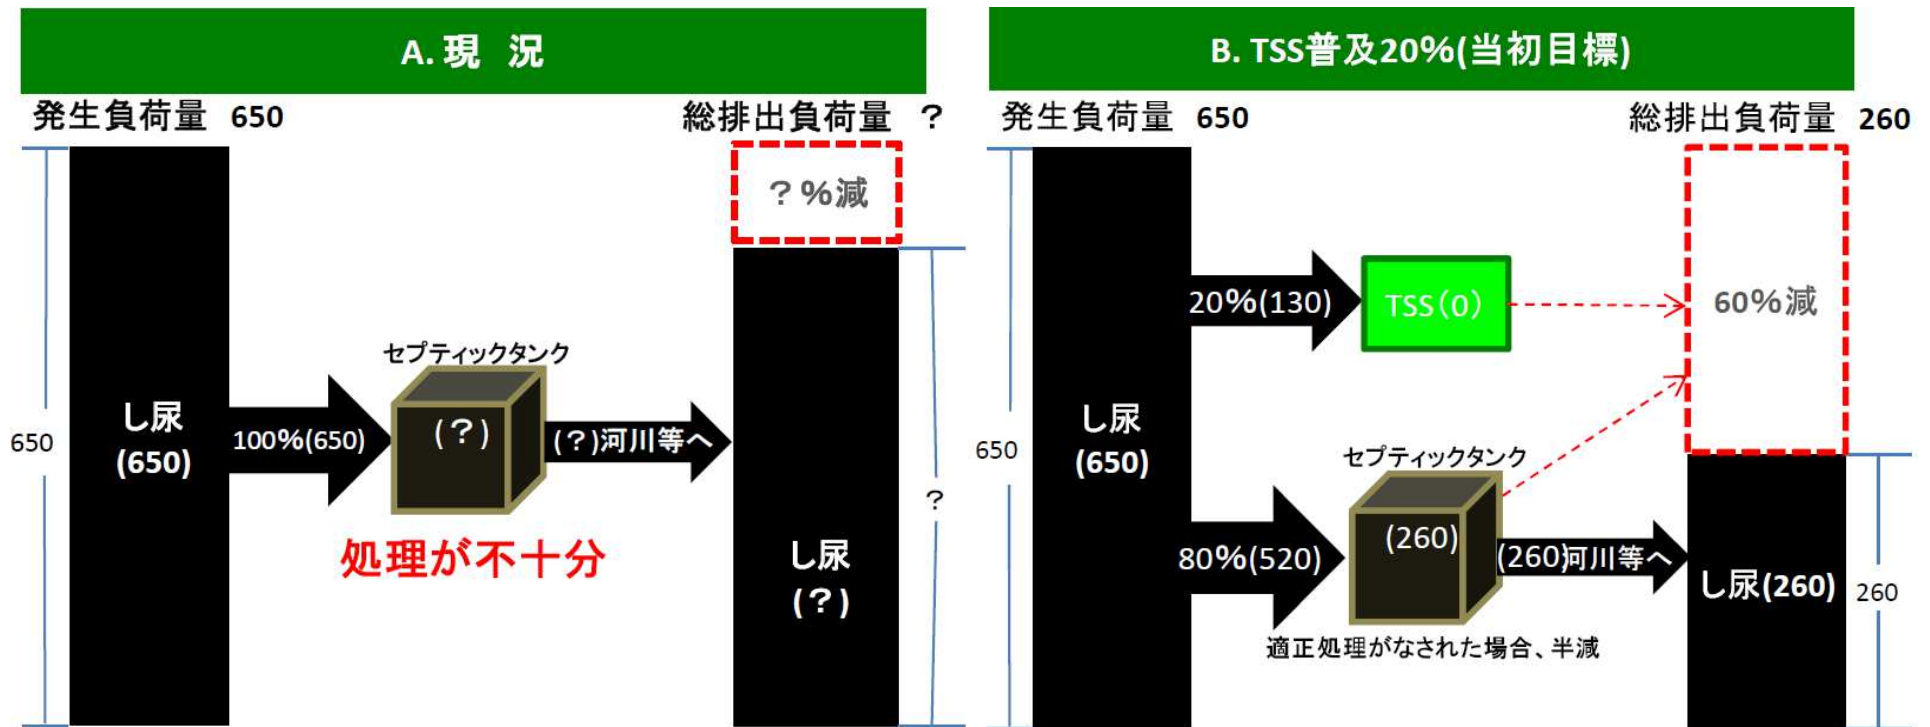 A. 現 況
発生負荷量 650
総排出負荷量 ?
?%減
650
し尿
(650)
100%(650)
セプティックタンク
(?)
(?)河川等へ
処理が不十分
?
し尿
(?)
B. TSS普及20%(当初目標)
発生負荷量 650
総排出負荷量 260
20%(130)
TSS(0)
60%減
650
し尿
(650)
80%(520)
セプティックタンク
(260)
(260)河川等へ
適正処理がなされた場合、半減
し尿(260)
260